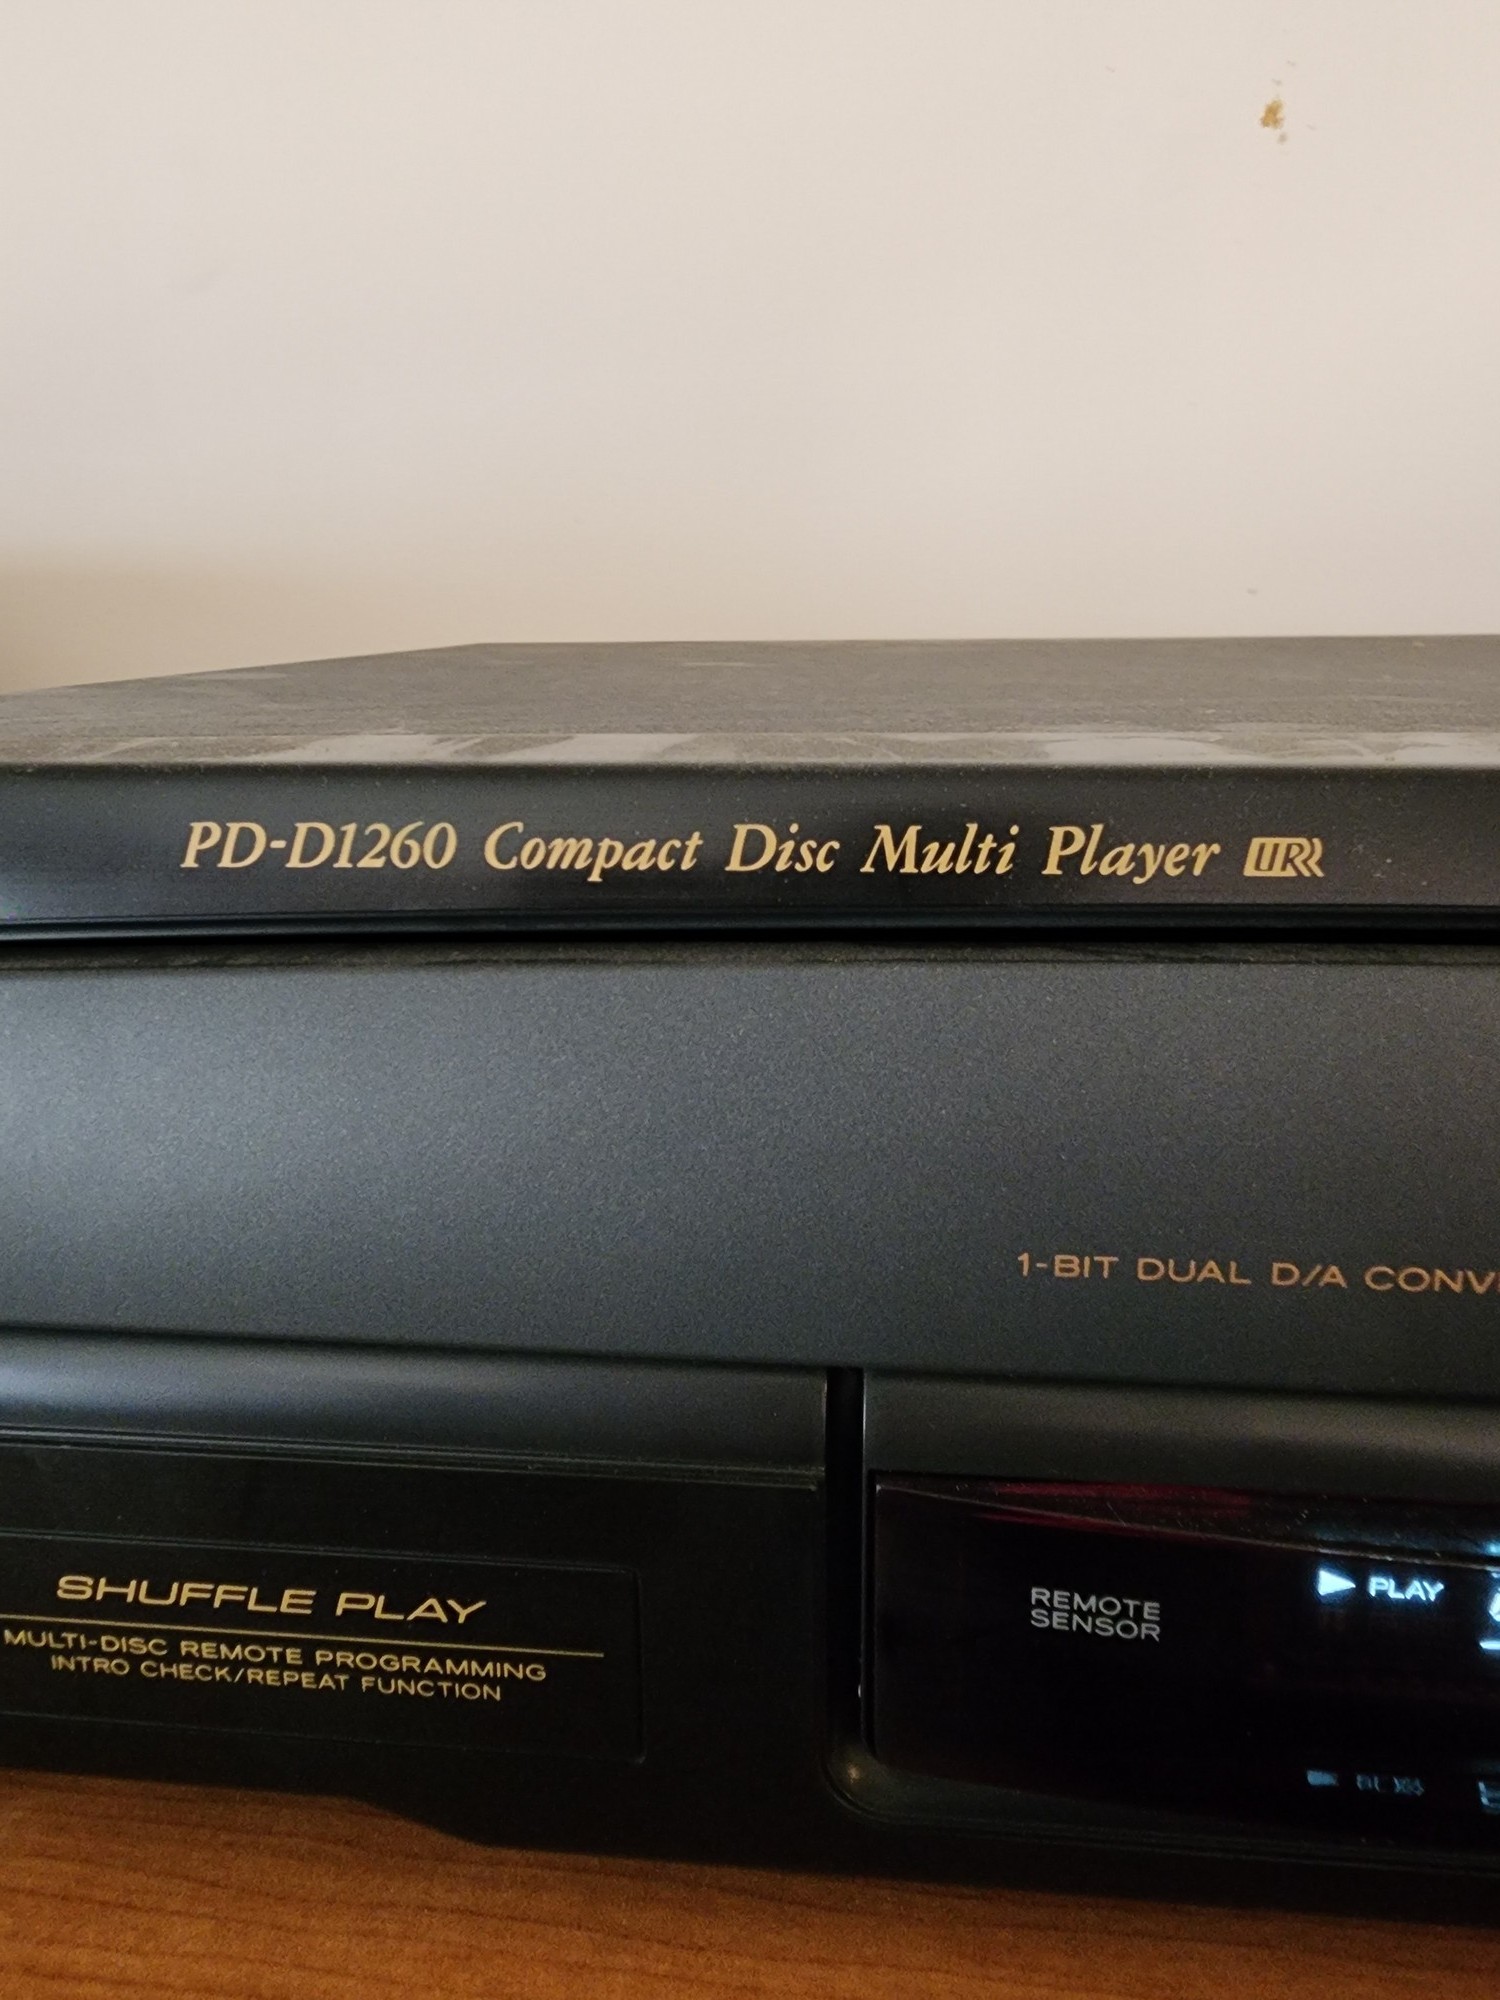 PD-D1260 Compact Disc Multi Player
1-BIT DUAL D/A CONV
SHUFFLE PLAY
MULTI-DISC REMOTE PROGRAMMING
INTRO CHECK/REPEAT FUNCTION
REMOTE
SENSOR
PLAY